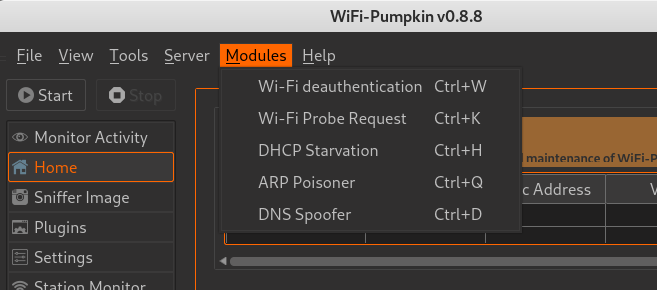 WiFi-Pumpkin v0.8.8
File View Tools Server Modules Help
Start Stop
Wi-Fi deauthentication Ctrl+W
Wi-Fi Probe Request Ctrl+K
DHCP Starvation Ctrl+H
ARP Poisoner Ctrl+Q
DNS Spoofer Ctrl+D
Monitor Activity
Home
Sniffer Image
Plugins
Settings
Station Monitor
maintenance of WiFi-P
c Address V